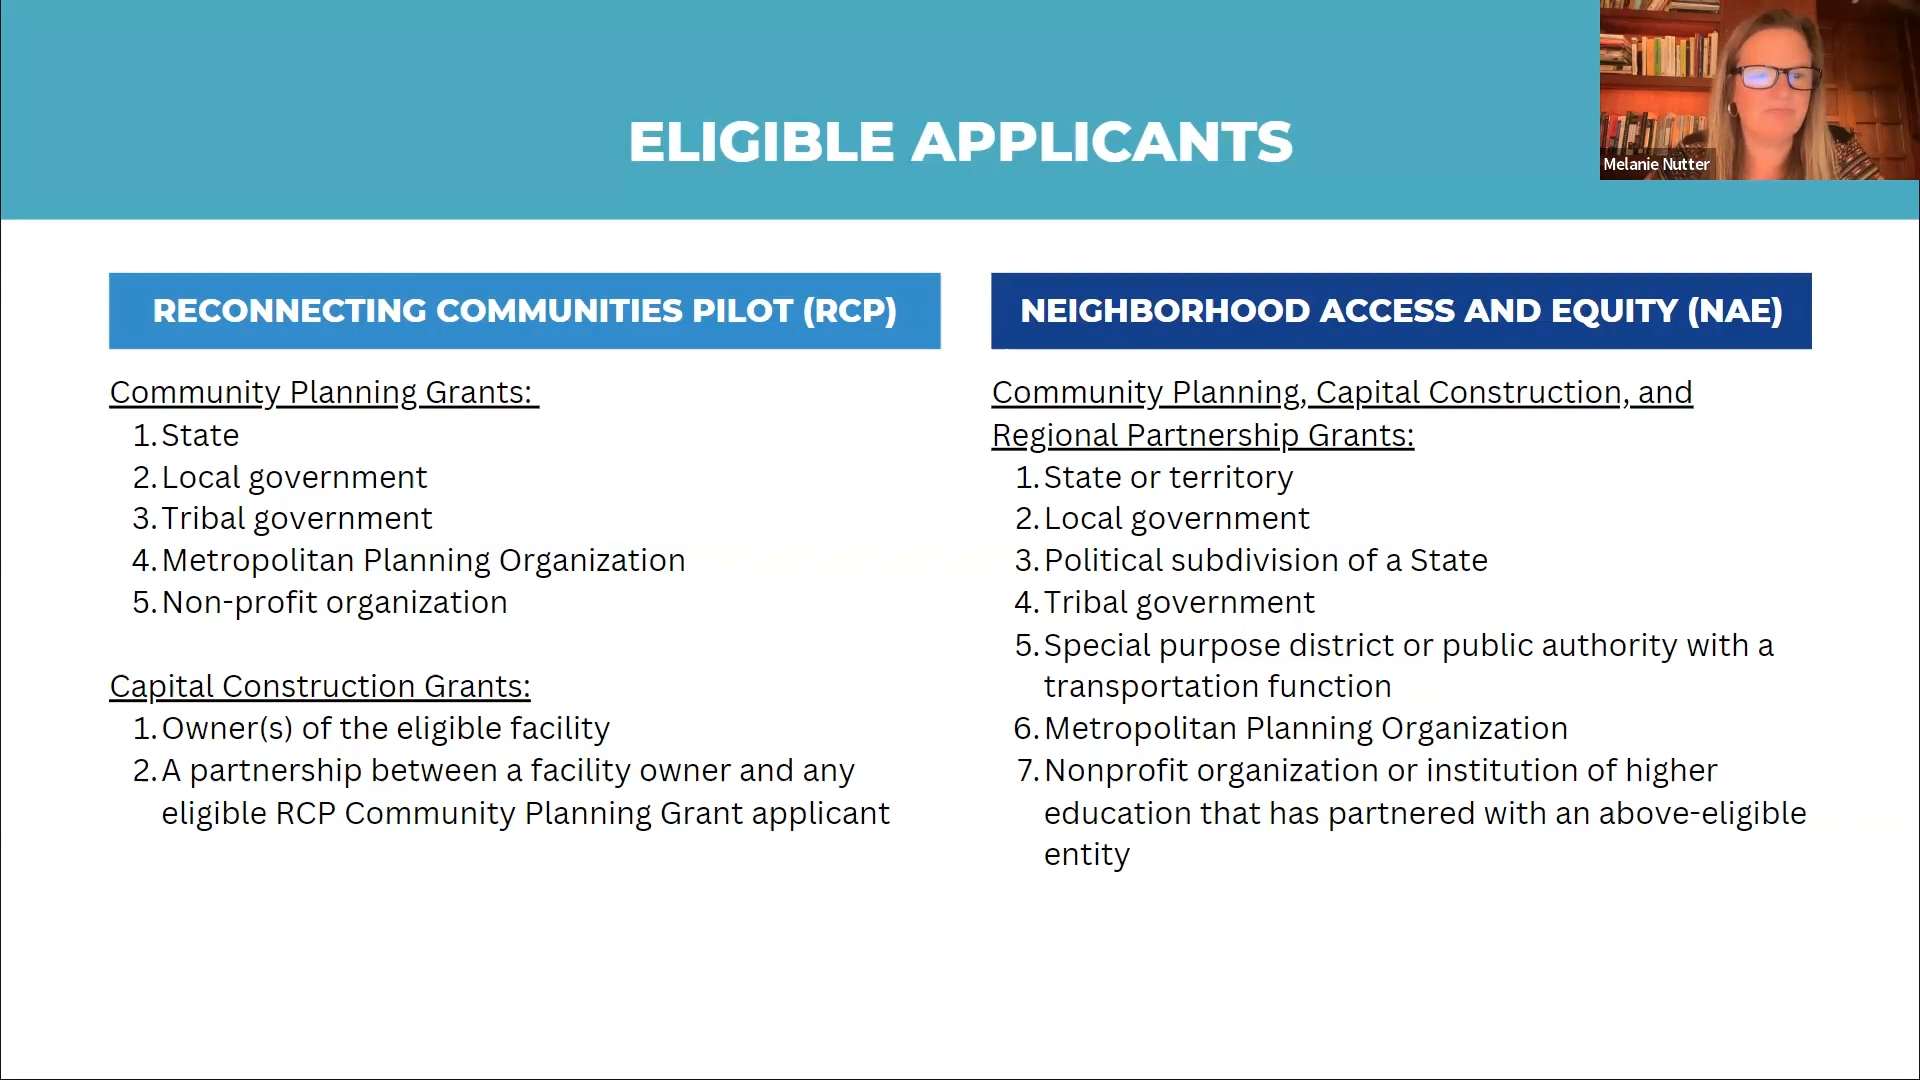 ELIGIBLE APPLICANTS
Melanie Nutter
RECONNECTING COMMUNITIES PILOT (RCP)
Community Planning Grants:
1. State
2. Local government
3. Tribal government
4. Metropolitan Planning Organization
5. Non-profit organization
Capital Construction Grants:
1. Owner(s) of the eligible facility
2. A partnership between a facility owner and any
eligible RCP Community Planning Grant applicant
NEIGHBORHOOD ACCESS AND EQUITY (NAE)
Community Planning, Capital Construction, and
Regional Partnership Grants:
1. State or territory
2. Local government
3. Political subdivision of a State
4. Tribal government
5. Special purpose district or public authority with a
transportation function
6. Metropolitan Planning Organization
7. Nonprofit organization or institution of higher
education that has partnered with an above-eligible
entity